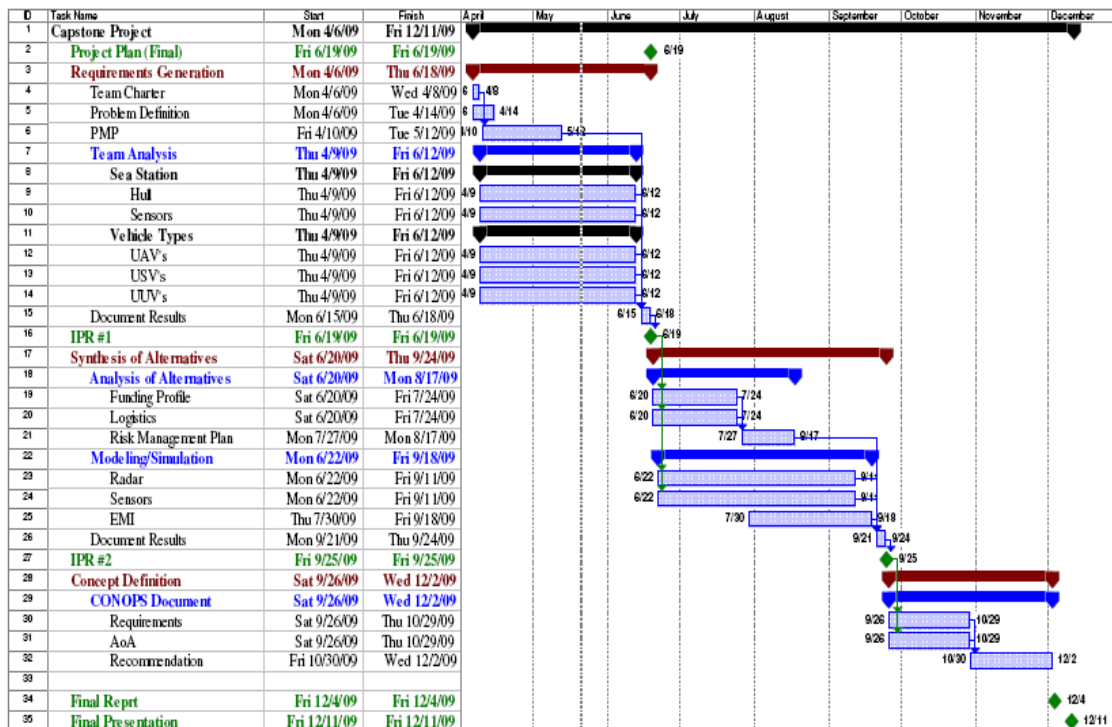 ID Task Name Start Finish April May June July August September October November December
1 Capstone Project Mon 4/6/09 Fri 12/11/09
2 Project Plan (Final) Fri 6/19/09 Fri 6/19/09 6/19
3 Requirements Generation Mon 4/6/09 Thu 6/18/09
4 Team Charter Mon 4/6/09 Wed 4/8/09 6 4/8
5 Problem Definition Mon 4/6/09 Tue 4/14/09 6 4/14
6 PMP Fri 4/10/09 Tue 5/12/09 4/10 5/12
7 Team Analysis Thu 4/9/09 Fri 6/12/09
8 Sea Station Thu 4/9/09 Fri 6/12/09
9 Hull Thu 4/9/09 Fri 6/12/09 4/9 6/12
10 Sensors Thu 4/9/09 Fri 6/12/09 4/9 6/12
11 Vehicle Types Thu 4/9/09 Fri 6/12/09
12 UAV's Thu 4/9/09 Fri 6/12/09 4/9 6/12
13 USV's Thu 4/9/09 Fri 6/12/09 4/9 6/12
14 UUV's Thu 4/9/09 Fri 6/12/09 4/9 6/12
15 Document Results Mon 6/15/09 Thu 6/18/09 6/15 6/18
16 IPR #1 Fri 6/19/09 Fri 6/19/09 6/19
17 Synthesis of Alternatives Sat 6/20/09 Thu 9/24/09
18 Analysis of Alternatives Sat 6/20/09 Mon 8/17/09
19 Funding Profile Sat 6/20/09 Fri 7/24/09 6/20 7/24
20 Logistics Sat 6/20/09 Fri 7/24/09 6/20 7/24
21 Risk Management Plan Mon 7/27/09 Mon 8/17/09 7/27 8/17
22 Modeling/Simulation Mon 6/22/09 Fri 9/18/09
23 Radar Mon 6/22/09 Fri 9/11/09 6/22 9/11
24 Sensors Mon 6/22/09 Fri 9/11/09 6/22 9/11
25 EMI Thu 7/30/09 Fri 9/18/09 7/30 9/18
26 Document Results Mon 9/21/09 Thu 9/24/09 9/21 9/24
27 IPR #2 Fri 9/25/09 Fri 9/25/09 9/25
28 Concept Definition Sat 9/26/09 Wed 12/2/09
29 CONOPS Document Sat 9/26/09 Wed 12/2/09
30 Requirements Sat 9/26/09 Thu 10/29/09 9/26 10/29
31 AoA Sat 9/26/09 Thu 10/29/09 9/26 10/29
32 Recommendation Fri 10/30/09 Wed 12/2/09 10/30 12/2
33
34 Final Reprt Fri 12/4/09 Fri 12/4/09 12/4
35 Final Presentation Fri 12/11/09 Fri 12/11/09 12/11